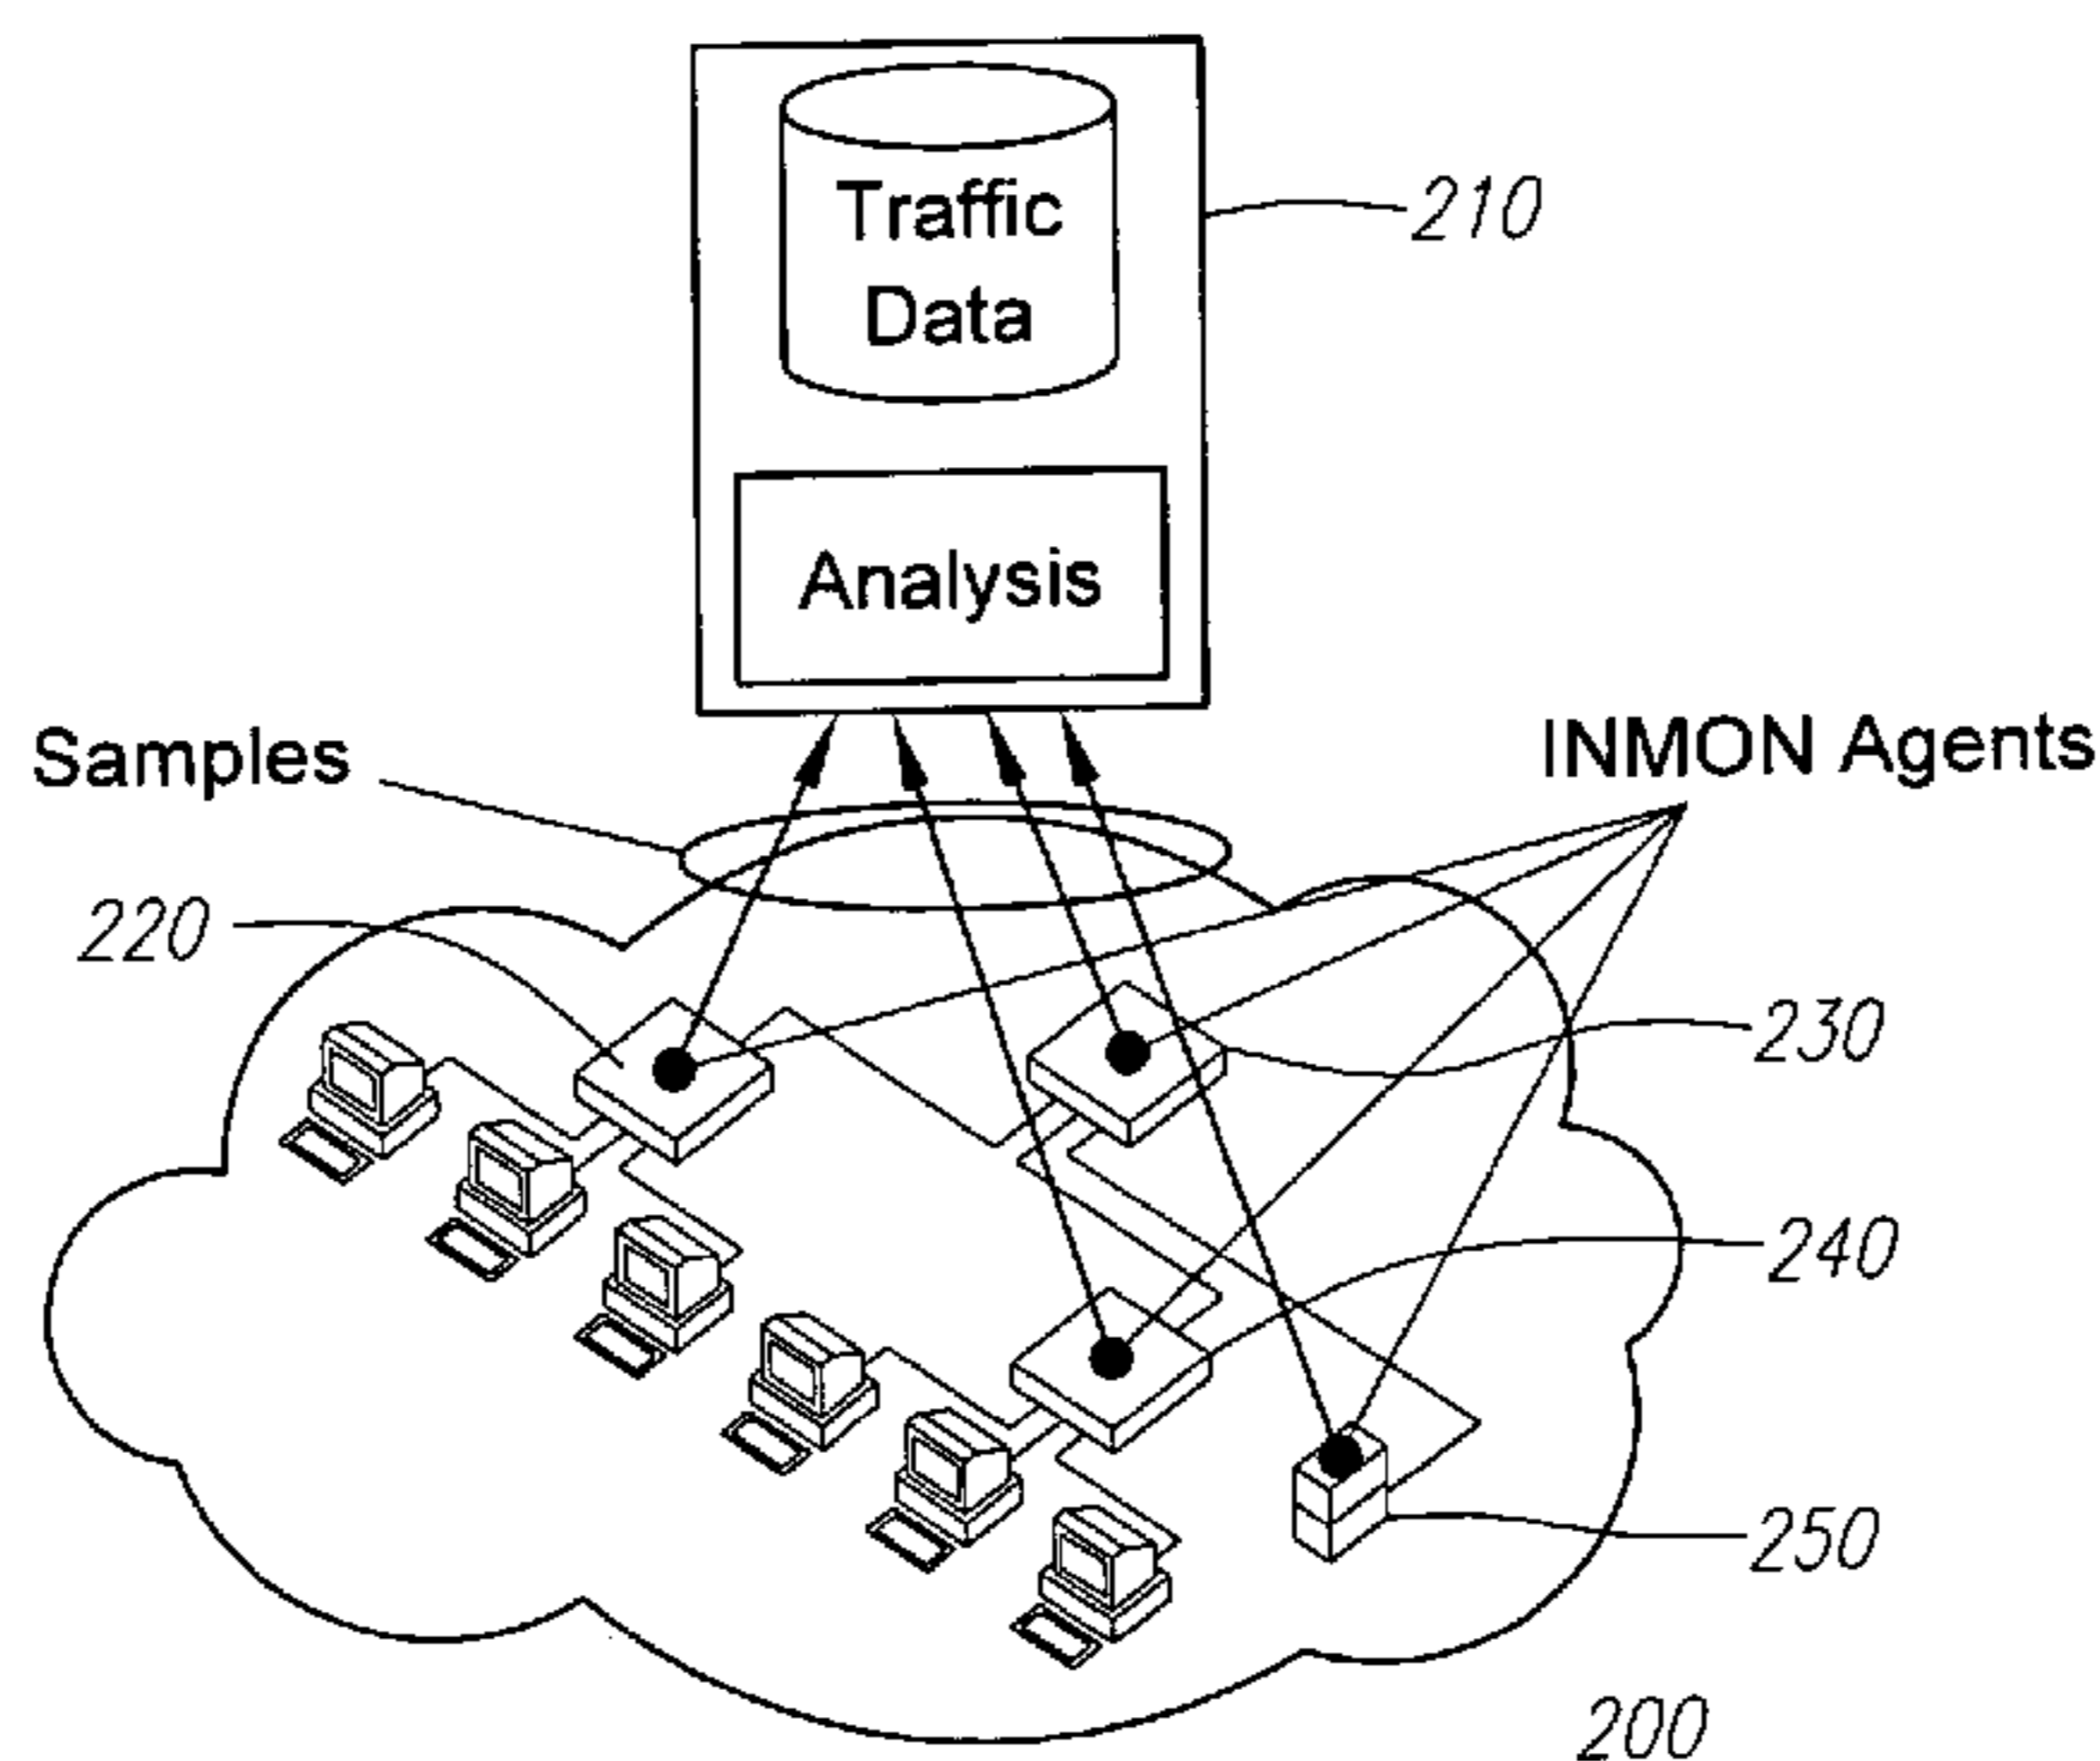 Traffic
Data
210
Analysis
Samples
INMON Agents
220
230
240
250
200